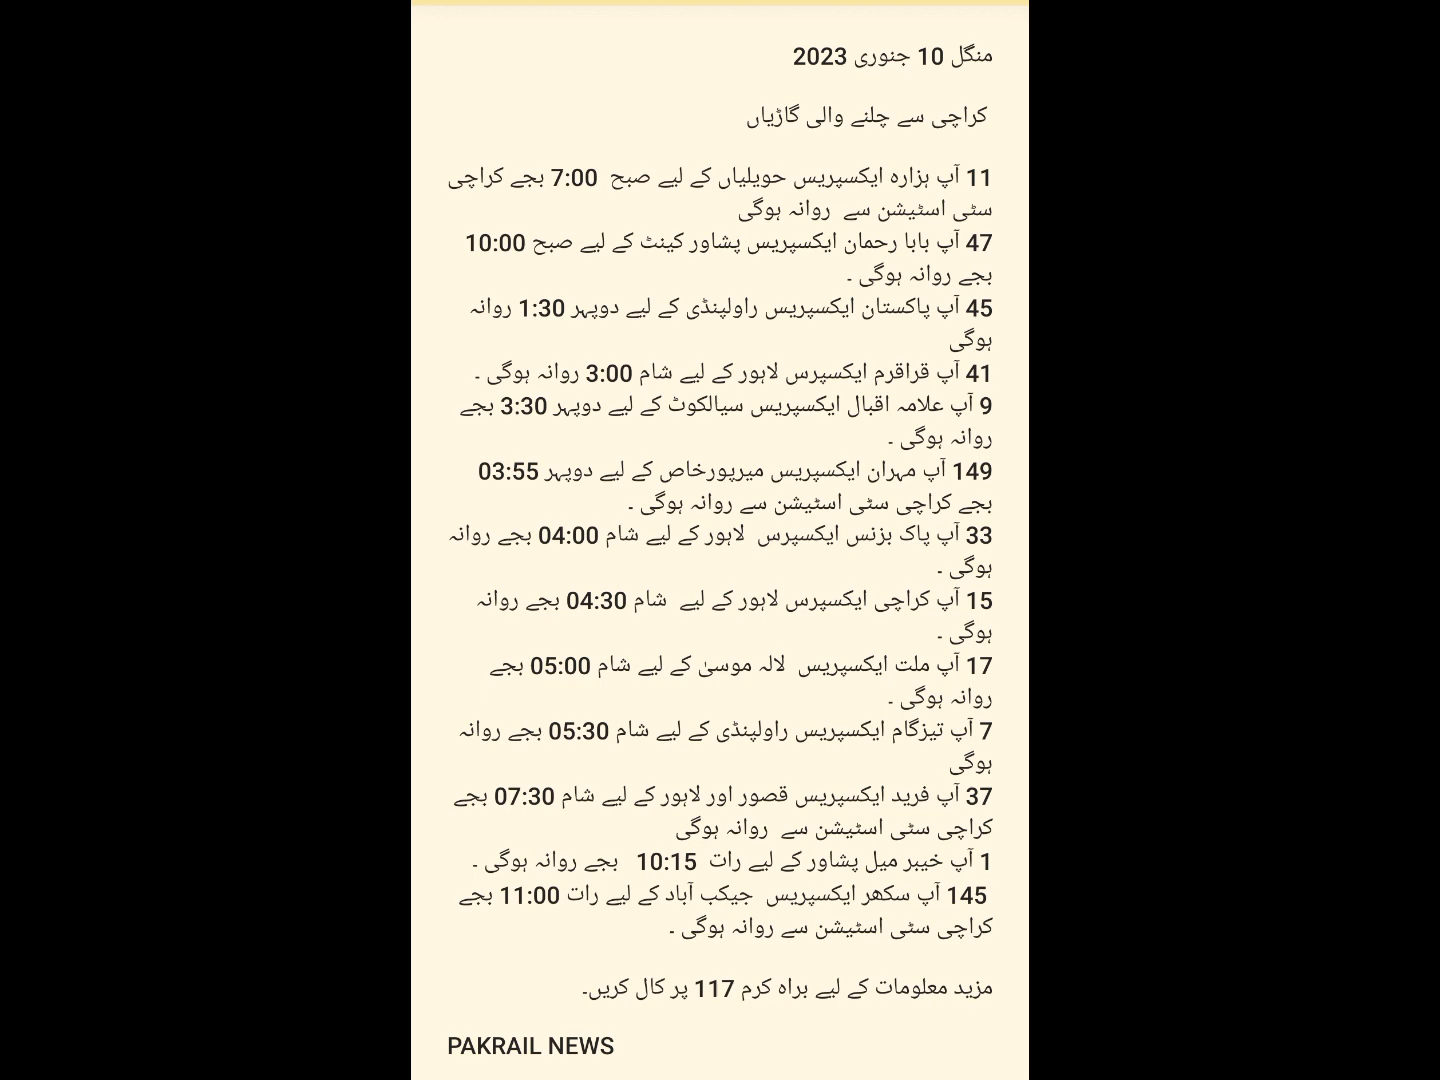 منگل 10 جنوری 2023
کراچی سے چلنے والی گاڑیاں
11 آپ ہزارہ ایکسپریس حویلیاں کے لیے صبح 7:00 بجے کراچی
سٹی اسٹیشن سے روانہ ہوگی
47 آپ بابا رحمان ایکسپریس پشاور کینٹ کے لیے صبح 10:00
بجے روانہ ہوگی ۔
45 آپ پاکستان ایکسپریس راولپنڈی کے لیے دوپہر 1:30 روانہ
ہوگی
41 آپ قراقرم ایکسپرس لاہور کے لیے شام 3:00 روانہ ہوگی ۔
9 آپ علامہ اقبال ایکسپریس سیالکوٹ کے لیے دوپہر 3:30 بجے
روانہ ہوگی ۔
149 آپ مہران ایکسپریس میرپورخاص کے لیے دوپہر 03:55
بجے کراچی سٹی اسٹیشن سے روانہ ہوگی ۔
33 آپ پاک بزنس ایکسپرس لاہور کے لیے شام 04:00 بجے روانہ
ہوگی ۔
15 آپ کراچی ایکسپرس لاہور کے لیے شام 04:30 بجے روانہ
ہوگی ۔
17 آپ ملت ایکسپریس لالہ موسیٰ کے لیے شام 05:00 بجے
روانہ ہوگی ۔
7 آپ تیزگام ایکسپریس راولپنڈی کے لیے شام 05:30 بجے روانہ
ہوگی
37 آپ فرید ایکسپریس قصور اور لاہور کے لیے شام 07:30 بجے
کراچی سٹی اسٹیشن سے روانہ ہوگی
1 آپ خیبر میل پشاور کے لیے رات 10:15 بجے روانہ ہوگی ۔
145 آپ سکھر ایکسپریس جیکب آباد کے لیے رات 11:00 بجے
کراچی سٹی اسٹیشن سے روانہ ہوگی ۔
مزید معلومات کے لیے براہ کرم 117 پر کال کریں۔
PAKRAIL NEWS